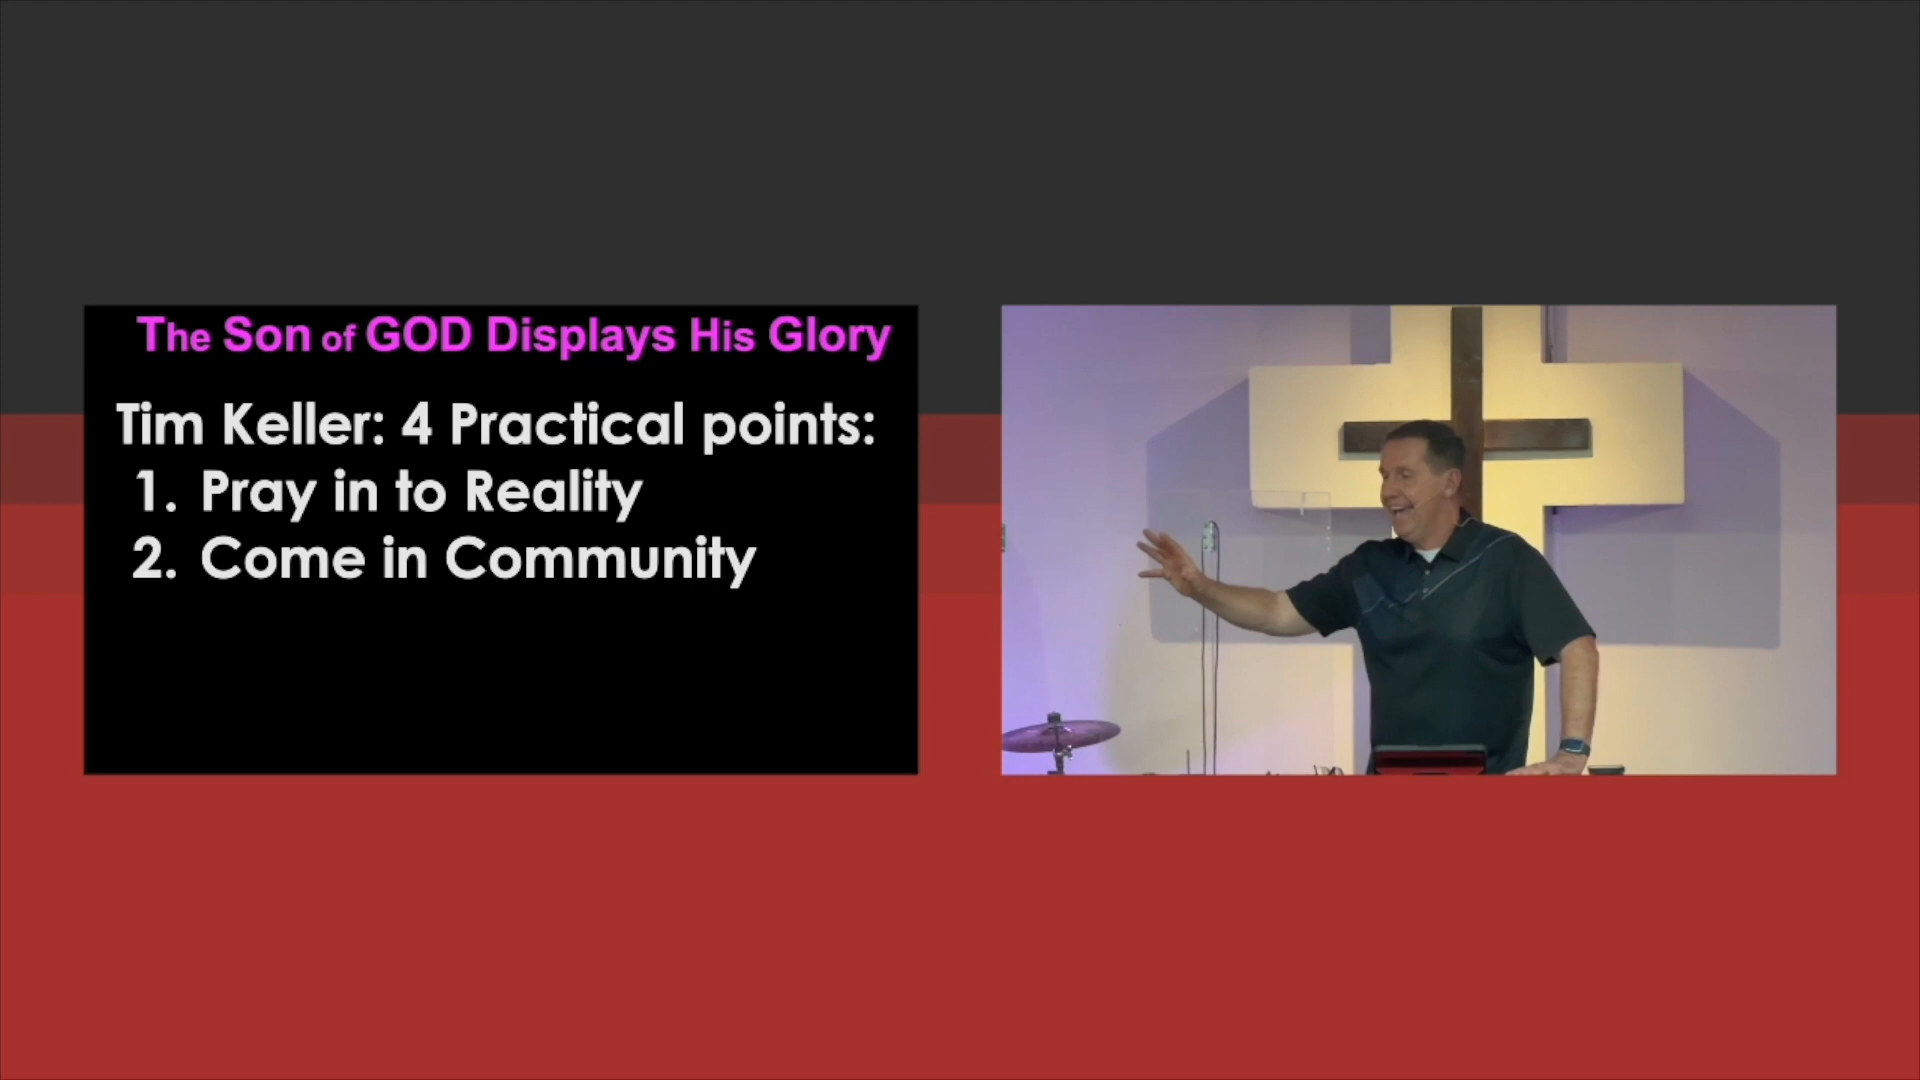 The Son of GOD Displays His Glory
Tim Keller: 4 Practical points:
1. Pray in to Reality
2. Come in Community